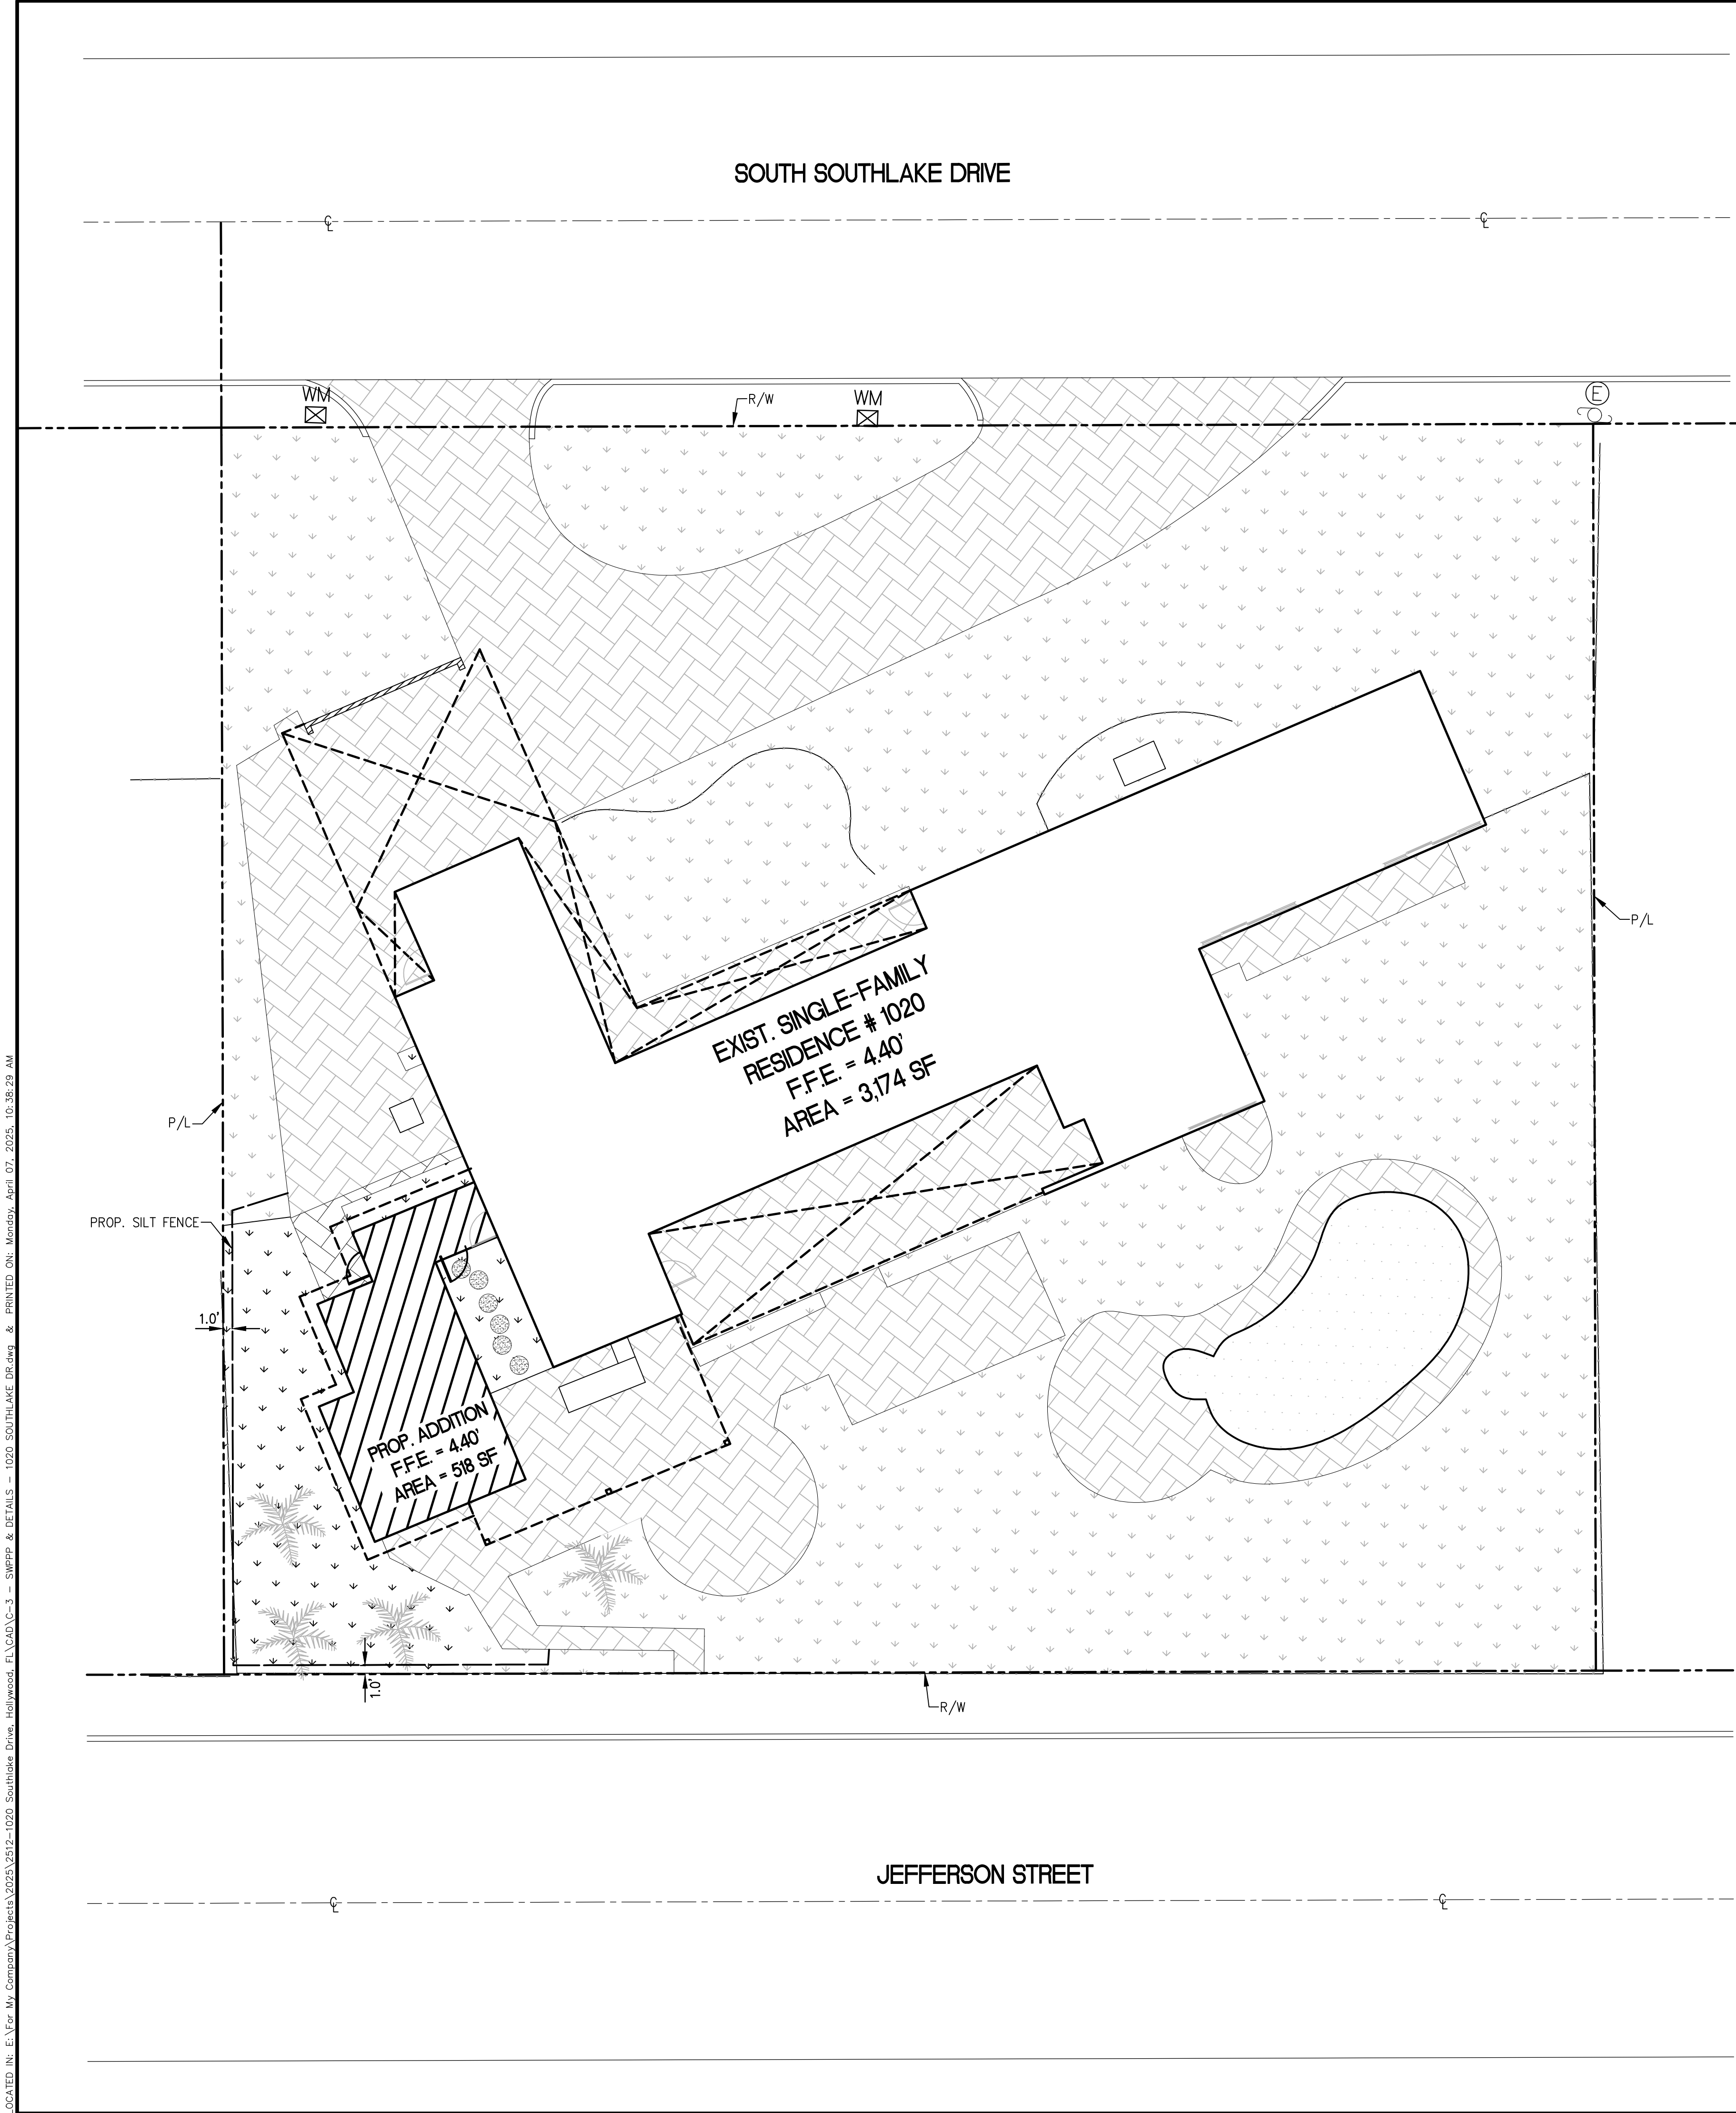 SOUTH SOUTHLAKE DRIVE
℄
℄
WM
R/W
WM
E
EXIST. SINGLE-FAMILY
RESIDENCE # 1020
F.F.E. = 4.40'
AREA = 3,174 SF
P/L
P/L
PROP. SILT FENCE
1.0'
PROP. ADDITION
F.F.E. = 4.40'
AREA = 518 SF
1.0'
R/W
JEFFERSON STREET
℄
℄
OCATED IN: E:\For My Company\Projects\2025\2512-1020 Southlake Drive, Hollywood, FL\CAD\C-3 - SWPPP & DETAILS - 1020 SOUTHLAKE DR.dwg & PRINTED ON: Monday, April 07, 2025, 10:38:29 AM